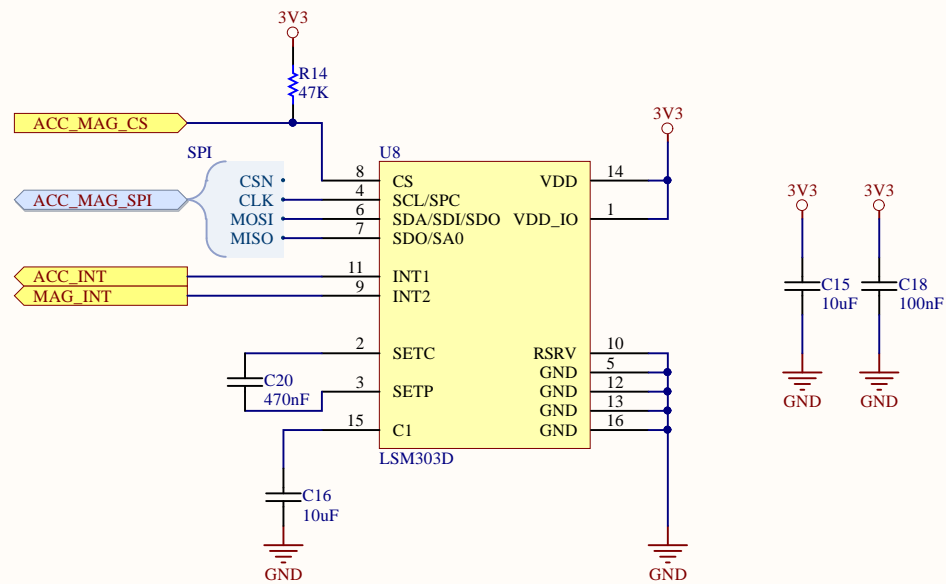 3V3
R14
47K
ACC_MAG_CS
3V3
SPI
U8
CSN
8
CS
VDD
14
ACC_MAG_SPI
CLK
4
SCL/SPC
MOSI
6
SDA/SDI/SDO
VDD_IO
1
MISO
7
SDO/SA0
3V3
3V3
ACC_INT
11
INT1
MAG_INT
9
INT2
C15
10uF
C18
100nF
2
SETC
RSRV
10
GND
5
C20
470nF
3
SETP
GND
12
GND
13
15
C1
GND
16
GND
GND
LSM303D
C16
10uF
GND
GND